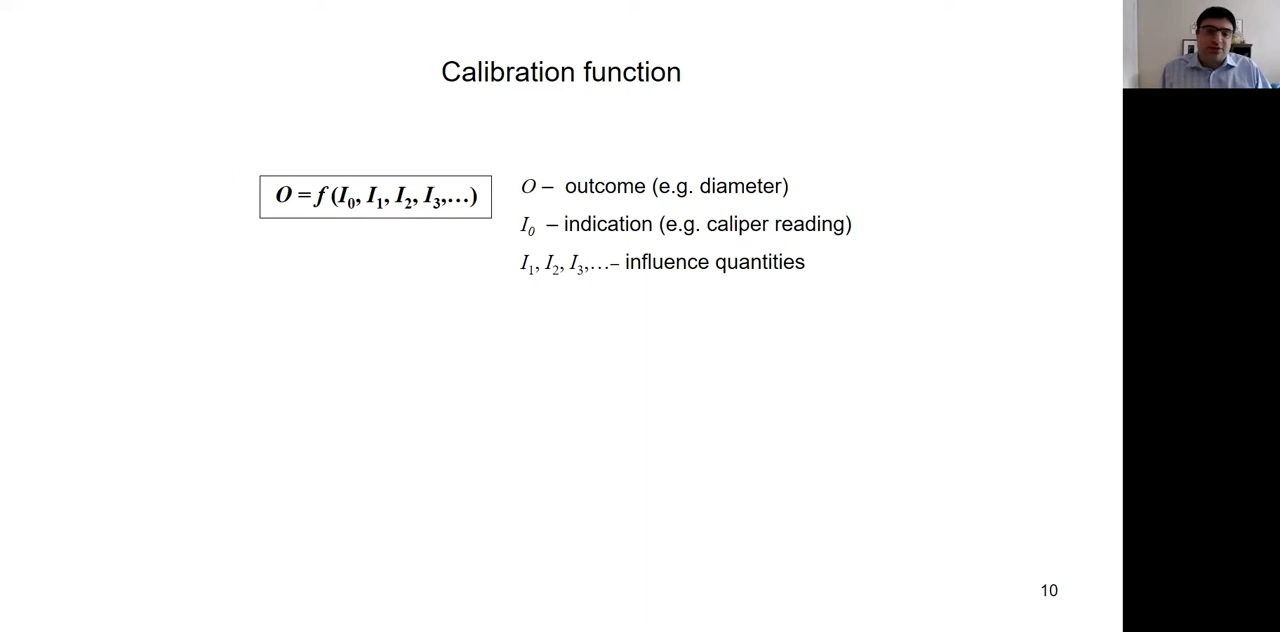 Calibration function
O = f (I₀, I₁, I₂, I₃,…)
O – outcome (e.g. diameter)
I₀ – indication (e.g. caliper reading)
I₁, I₂, I₃,…– influence quantities
10